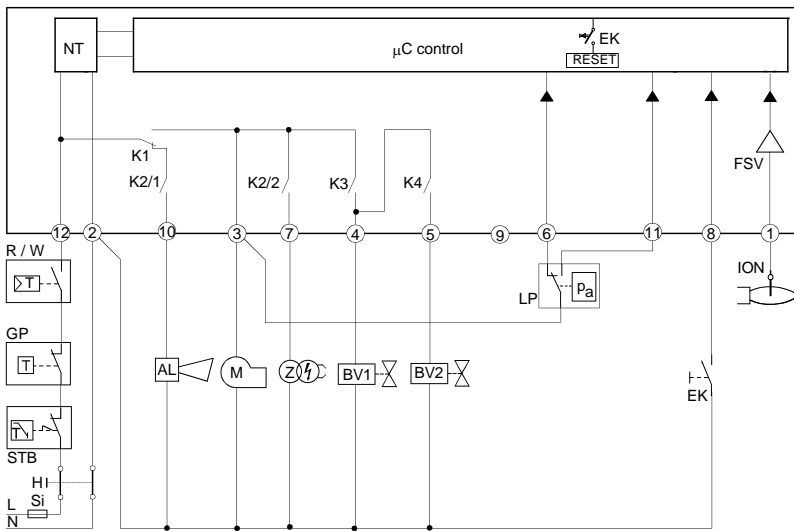 NT
µC control
EK
RESET
FSV
K1
K2/1
K2/2
K3
K4
12
2
10
3
7
4
5
9
6
11
8
1
R / W
T
ION
LP
pa
GP
T
AL
M
Z
BV1
BV2
EK
T
STB
H
Si
L
N